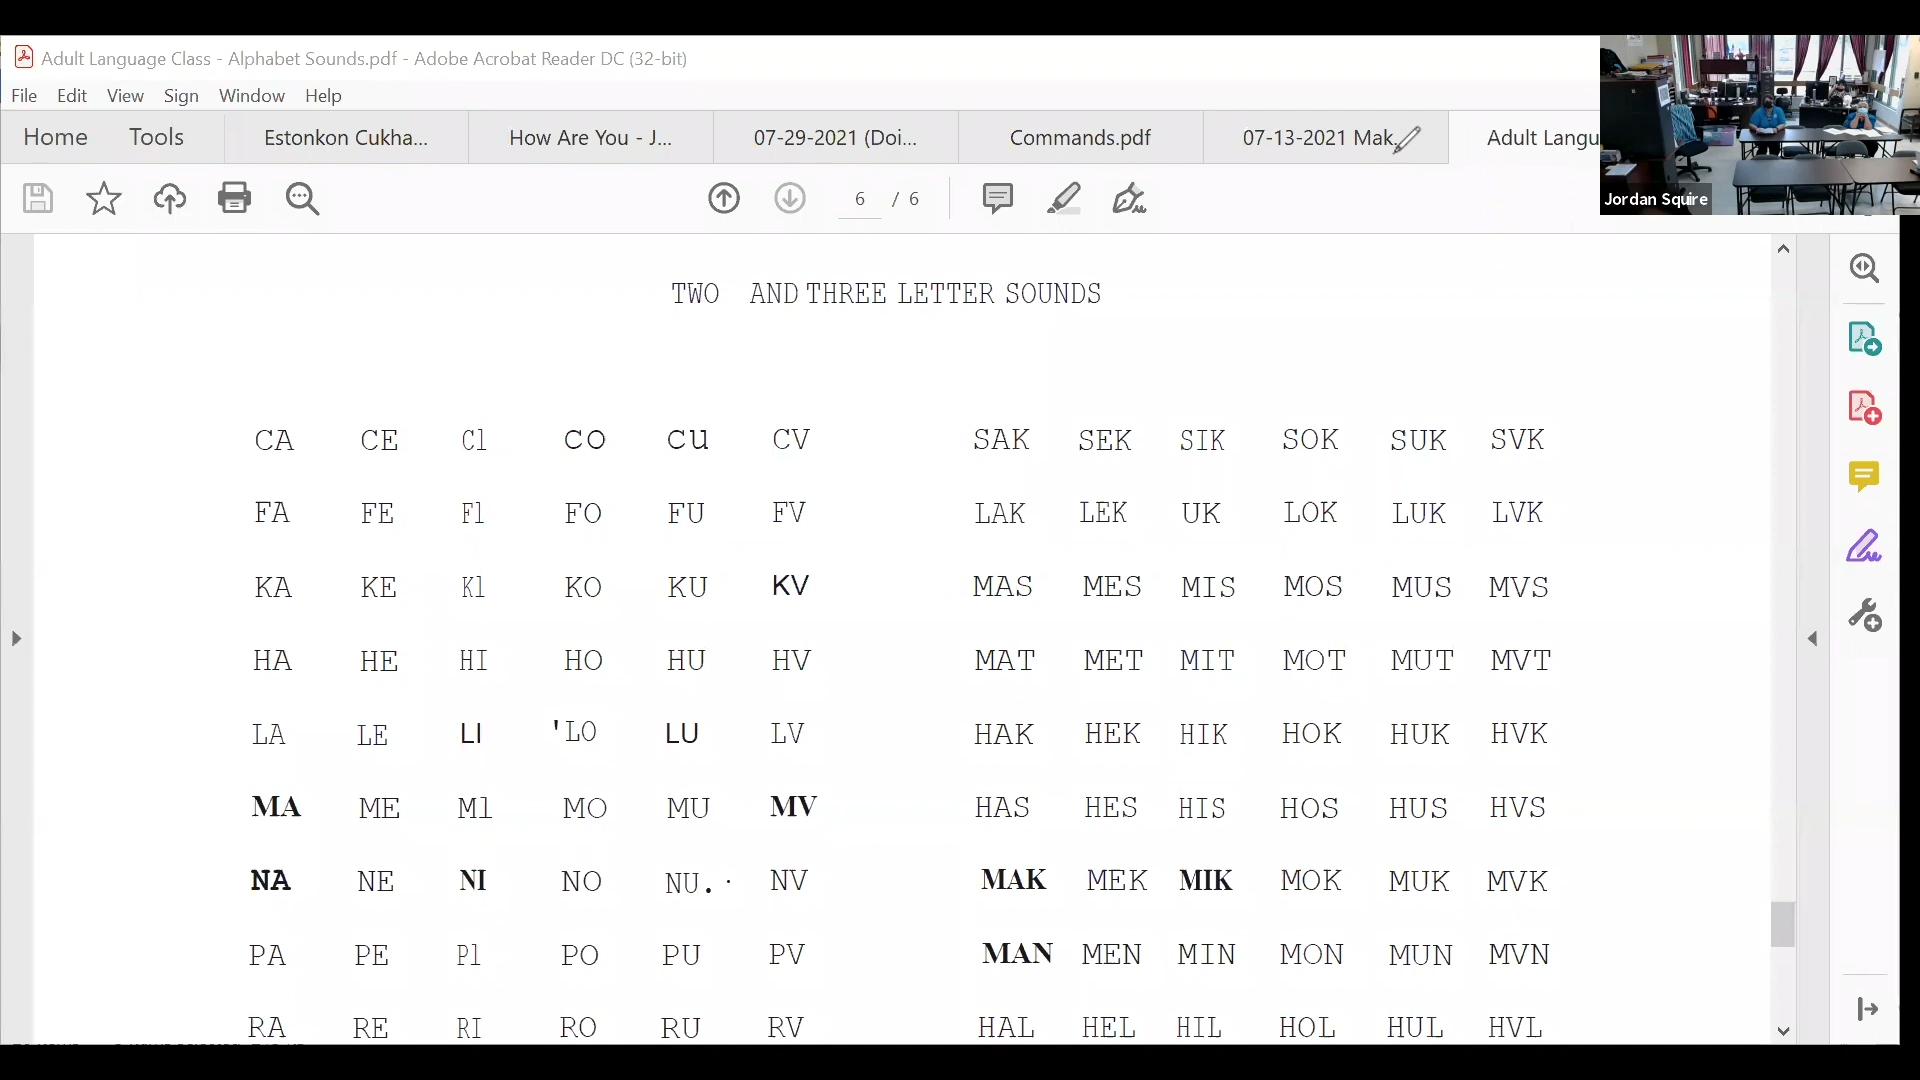 Adult Language Class - Alphabet Sounds.pdf - Adobe Acrobat Reader DC (32-bit)
File Edit View Sign Window Help
Home Tools Estonkon Cukha... How Are You - J... 07-29-2021 (Doi... Commands.pdf 07-13-2021 Mak... Adult Langu
6 / 6
Jordan Squire
TWO AND THREE LETTER SOUNDS
CA CE Cl CO CU CV SAK SEK SIK SOK SUK SVK
FA FE Fl FO FU FV LAK LEK UK LOK LUK LVK
KA KE Kl KO KU KV MAS MES MIS MOS MUS MVS
HA HE HI HO HU HV MAT MET MIT MOT MUT MVT
LA LE LI 'LO LU LV HAK HEK HIK HOK HUK HVK
MA ME Ml MO MU MV HAS HES HIS HOS HUS HVS
NA NE NI NO NU. · NV MAK MEK MIK MOK MUK MVK
PA PE Pl PO PU PV MAN MEN MIN MON MUN MVN
RA RE RI RO RU RV HAL HEL HIL HOL HUL HVL